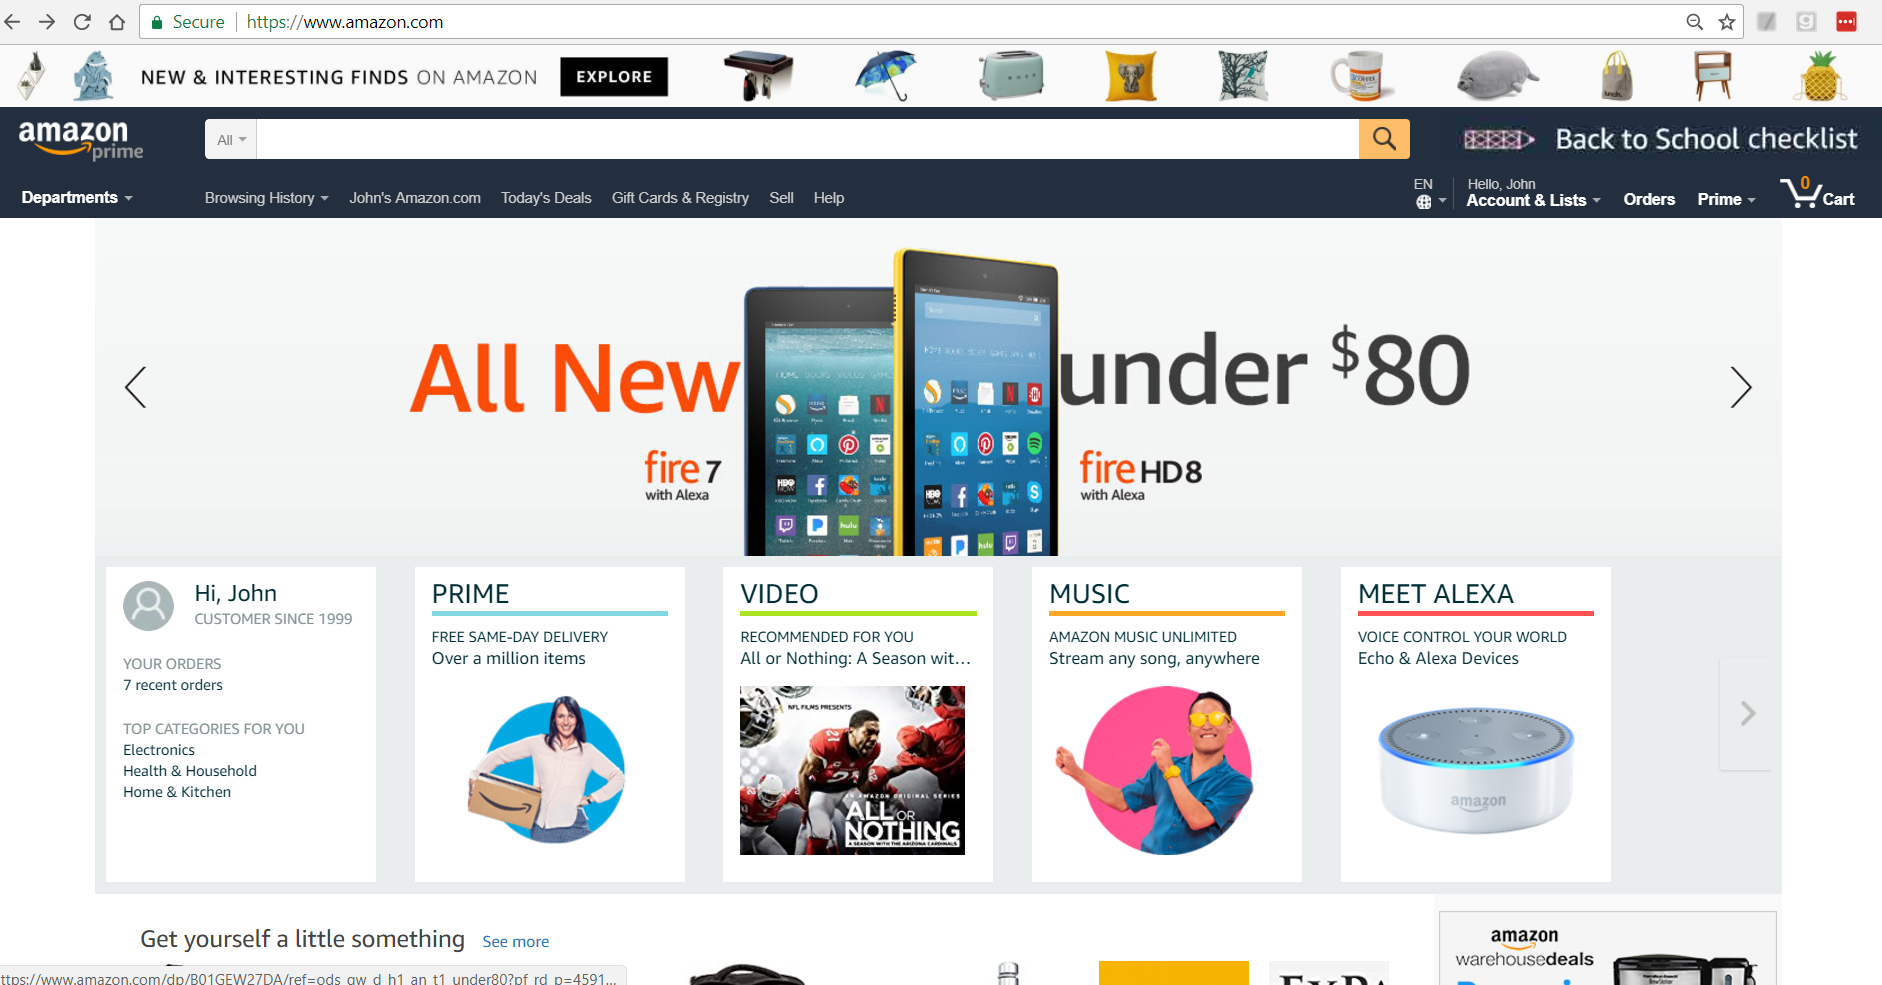 Secure https://www.amazon.com
NEW & INTERESTING FINDS ON AMAZON EXPLORE
COFFEE
lunch.
amazon prime
All
Back to School checklist
Departments
Browsing History John's Amazon.com Today's Deals Gift Cards & Registry Sell Help
EN
Hello, John
Account & Lists Orders Prime 0 Cart
All New under $80
fire 7
with Alexa
fire HD 8
with Alexa
HBO NOW
hulu
Hi, John
CUSTOMER SINCE 1999
YOUR ORDERS
7 recent orders
TOP CATEGORIES FOR YOU
Electronics
Health & Household
Home & Kitchen
PRIME
FREE SAME-DAY DELIVERY
Over a million items
VIDEO
RECOMMENDED FOR YOU
All or Nothing: A Season wit...
NFL FILMS PRESENTS
AN AMAZON ORIGINAL SERIES
ALL OR
NOTHING
A SEASON WITH THE ARIZONA CARDINALS
MUSIC
AMAZON MUSIC UNLIMITED
Stream any song, anywhere
MEET ALEXA
VOICE CONTROL YOUR WORLD
Echo & Alexa Devices
amazon
Get yourself a little something See more
amazon
warehousedeals
ttps://www.amazon.com/dp/B01GEW27DA/ref=ods_gw_d_h1_an_t1_under80?pf_rd_p=4591...